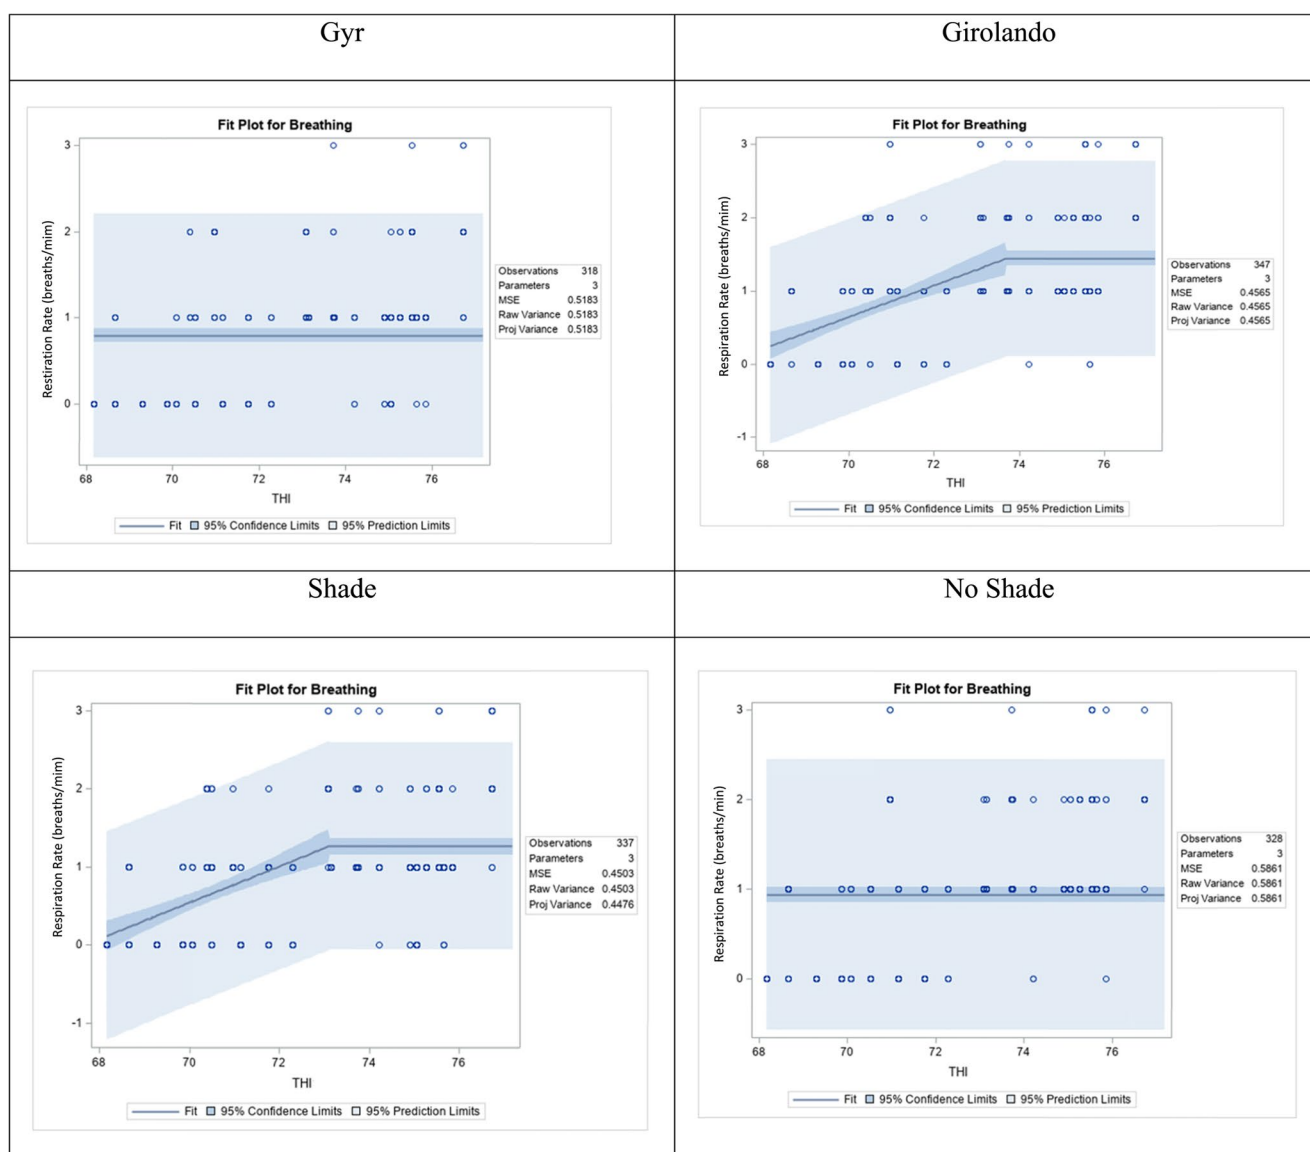 Gyr
Girolando
Fit Plot for Breathing
Restiration Rate (breaths/mim)
3
2
1
0
68 70 72 74 76
THI
Observations 318
Parameters 3
MSE 0.5183
Raw Variance 0.5183
Proj Variance 0.5183
Fit 95% Confidence Limits 95% Prediction Limits
Fit Plot for Breathing
Respiration Rate (breaths/mim)
3
2
1
0
-1
68 70 72 74 76
THI
Observations 347
Parameters 3
MSE 0.4565
Raw Variance 0.4565
Proj Variance 0.4565
Fit 95% Confidence Limits 95% Prediction Limits
Shade
No Shade
Fit Plot for Breathing
Respiration Rate (breaths/mim)
3
2
1
0
-1
68 70 72 74 76
THI
Observations 337
Parameters 3
MSE 0.4503
Raw Variance 0.4503
Proj Variance 0.4476
Fit 95% Confidence Limits 95% Prediction Limits
Fit Plot for Breathing
Respiration Rate (breaths/min)
3
2
1
0
68 70 72 74 76
THI
Observations 328
Parameters 3
MSE 0.5861
Raw Variance 0.5861
Proj Variance 0.5861
Fit 95% Confidence Limits 95% Prediction Limits